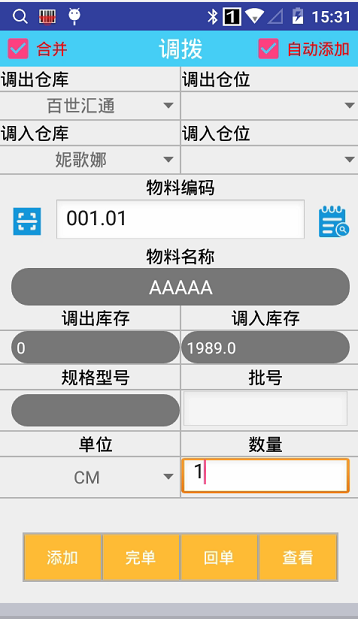 1 15:31
合并 调拨 自动添加
调出仓库 调出仓位
百世汇通
调入仓库 调入仓位
妮歌娜
物料编码
001.01
物料名称
AAAAA
调出库存 调入库存
0 1989.0
规格型号 批号
单位 数量
CM 1
添加 完单 回单 查看